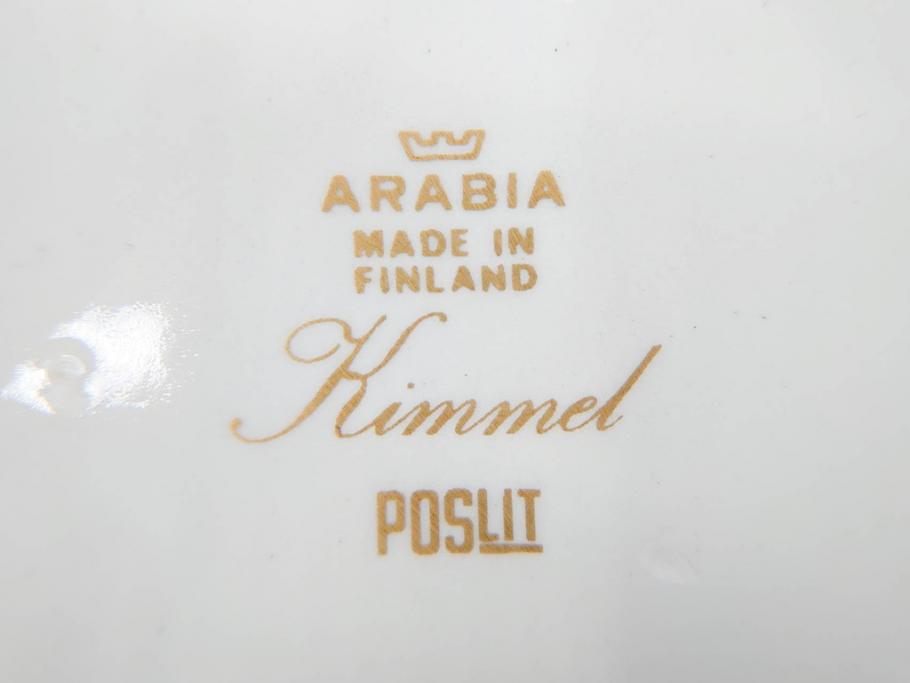 ARABIA
MADE IN
FINLAND
Kimmel
POSLIT